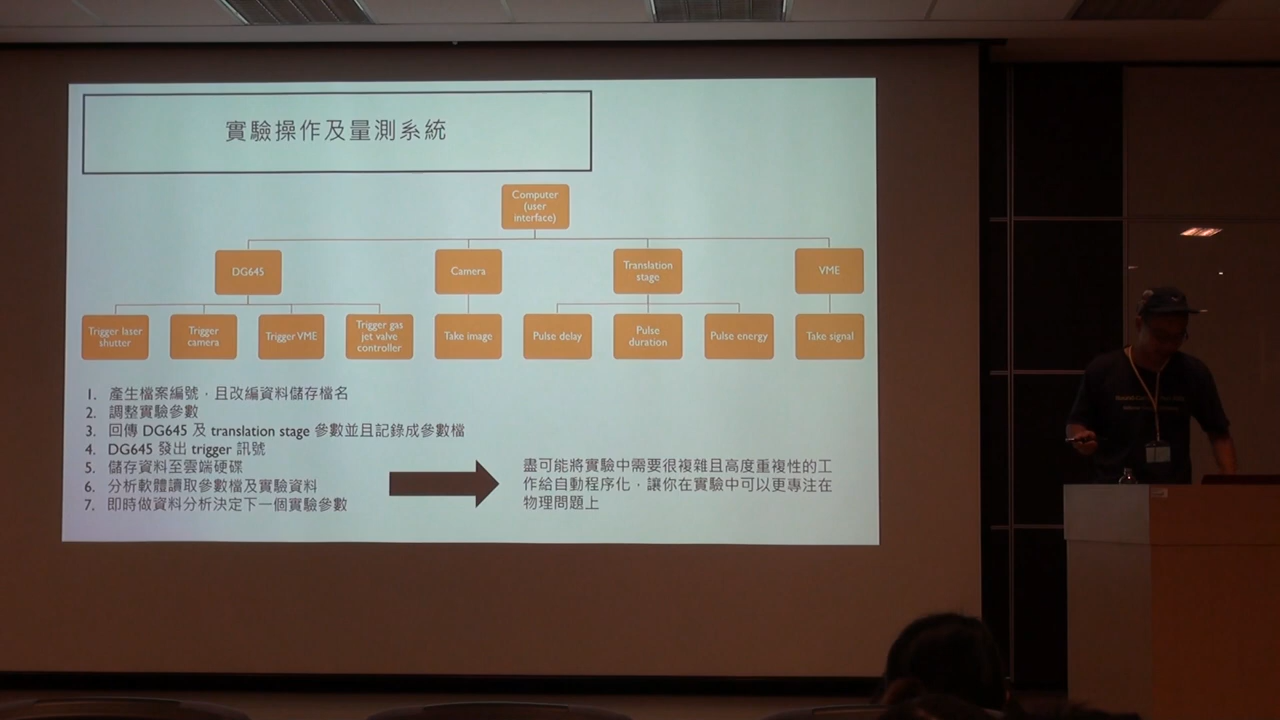 實驗操作及量測系統
Computer
(user
interface)
DG645
Camera
Translation
stage
VME
Trigger laser
shutter
Trigger
camera
Trigger VME
Trigger gas
jet valve
controller
Take image
Pulse delay
Pulse
duration
Pulse energy
Take signal
1. 產生檔案編號，且改編資料儲存檔名
2. 調整實驗參數
3. 回傳 DG645 及 translation stage 參數並且記錄成參數檔
4. DG645 發出 trigger 訊號
5. 儲存資料至雲端硬碟
6. 分析軟體讀取參數檔及實驗資料
7. 即時做資料分析決定下一個實驗參數
盡可能將實驗中需要很複雜且高度重複性的工
作給自動程序化，讓你在實驗中可以更專注在
物理問題上